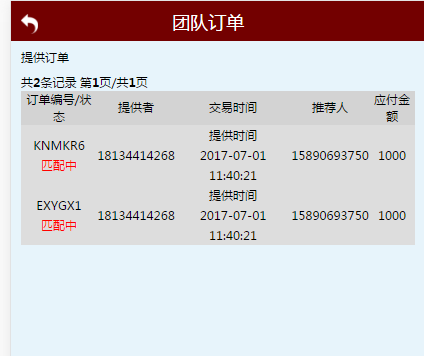 团队订单
提供订单
共2条记录 第1页/共1页
订单编号/状态 提供者 交易时间 推荐人 应付金额
KNMKR6
匹配中
18134414268
提供时间
2017-07-01
11:40:21
15890693750
1000
EXYGX1
匹配中
18134414268
提供时间
2017-07-01
11:40:21
15890693750
1000